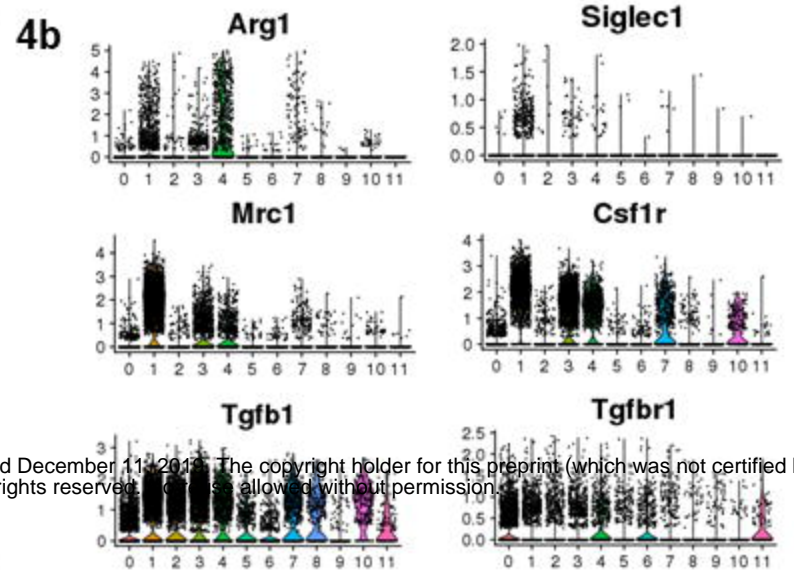 4b
Arg1
Siglec1
5
4
3
2
1
0
0 1 2 3 4 5 6 7 8 9 10 11
2.0
1.5
1.0
0.5
0.0
0 1 2 3 4 5 6 7 8 9 10 11
Mrc1
Csf1r
4
3
2
1
0
0 1 2 3 4 5 6 7 8 9 10 11
4
3
2
1
0
0 1 2 3 4 5 6 7 8 9 10 11
Tgfb1
Tgfbr1
3
1
0
0 1 2 3 4 5 6 7 8 9 10 11
2.5
2.0
0.5
0.0
0 1 2 3 4 5 6 7 8 9 10 11
d December 11, 2019. The copyright holder for this preprint (which was not certified
rights reserved. No reuse allowed without permission.